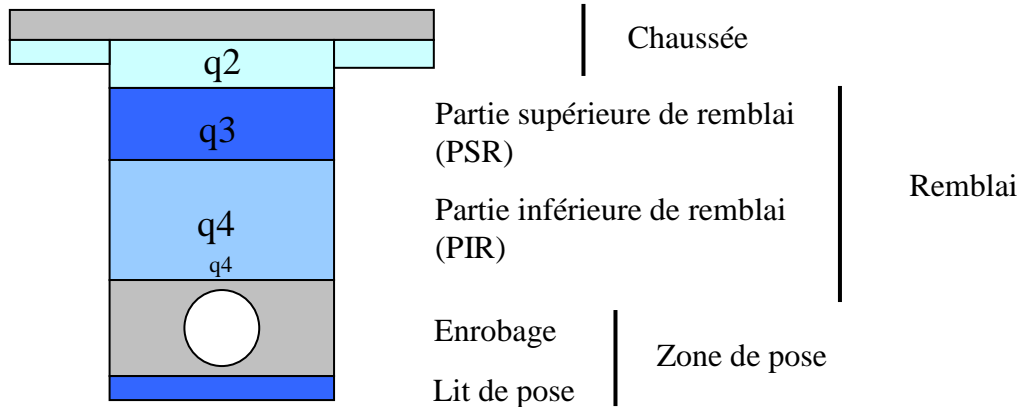 q2
Chaussée
q3
Partie supérieure de remblai
(PSR)
Remblai
q4
q4
Partie inférieure de remblai
(PIR)
Enrobage
Zone de pose
Lit de pose